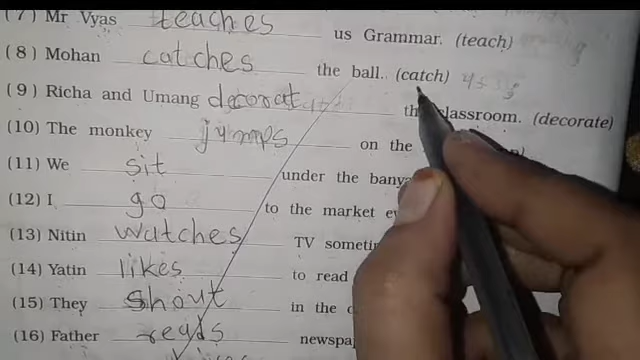 (7) Mr Vyas teaches us Grammar. (teach)
(8) Mohan catches the ball. (catch)
(9) Richa and Umang decorat the classroom. (decorate)
(10) The monkey jumps on the
(11) We sit under the banya
(12) I go to the market e
(13) Nitin watches TV someti
(14) Yatin likes to read
(15) They shout in the
(16) Father reads newspa